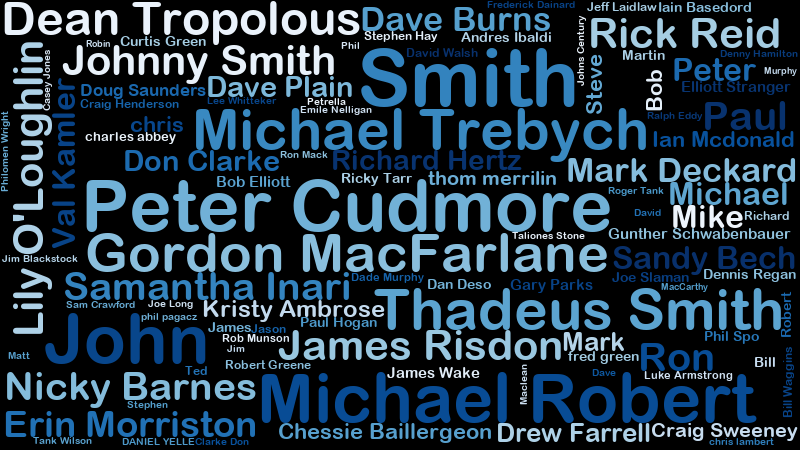 Frederick Dainard
Jeff Laidlaw
Iain Basedord
Dean Tropolous
Dave Burns
Rick Reid
Stephen Hay
Andres Ibaldi
Robin
Curtis Green
Phil
Johnny Smith
David Walsh
Smith
Johns Century
Martin
Denny Hamilton
Peter
Murphy
Lily O'Loughlin
Casey Jones
Val Kamler
Doug Saunders
Dave Plain
Steve
Bob
Elliott Stranger
Craig Henderson
Lee Whitteker
Petrella
Emile Nelligan
Philomen Wright
chris
charles abbey
Michael Trebych
Ralph Eddy
Paul
Ian Mcdonald
Don Clarke
Ron Mack
Richard Hertz
Mark Deckard
Bob Elliott
Ricky Tarr
thom merrilin
Roger Tank
Michael
Peter Cudmore
David
Mike
Richard
Taliones Stone
Gunther Schwabenbauer
Gordon MacFarlane
Sandy Bech
Jim Blackstock
Samantha Inari
Dade Murphy
Dan Deso
Gary Parks
Joe Slaman
Dennis Regan
MacCarthy
Sam Crawford
Joe Long
phil pagacz
Kristy Ambrose
Thadeus Smith
Robert
John
James
Jason
Paul Hogan
Rob Munson
Jim
James Risdon
Mark
fred green
Phil Spo
Matt
Robert Greene
Ron
Bill
Bill Waggins
Ted
James Wake
Maclean
Dave
Luke Armstrong
Nicky Barnes
Michael Robert
Stephen
Erin Morriston
Chessie Baillergeon
Drew Farrell
Craig Sweeney
Tank Wilson
DANIEL YELLE
Clarke Don
chris lambert